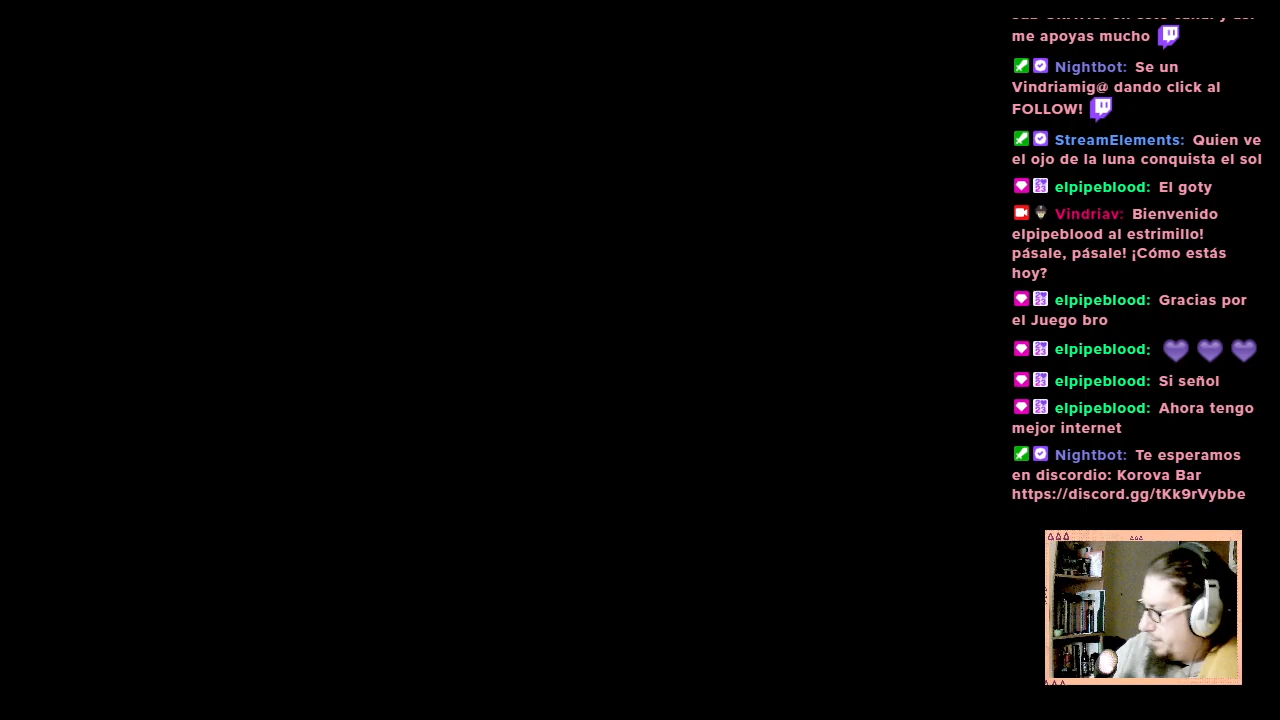 me apoyas mucho
Nightbot: Se un
Vindriamig@ dando click al
FOLLOW!
StreamElements: Quien ve
el ojo de la luna conquista el sol
elpipeblood: El goty
Vindriav: Bienvenido
elpipeblood al estrimillo!
pásale, pásale! ¡Cómo estás
hoy?
elpipeblood: Gracias por
el Juego bro
elpipeblood:
elpipeblood: Si señol
elpipeblood: Ahora tengo
mejor internet
Nightbot: Te esperamos
en discordio: Korova Bar
https://discord.gg/tKk9rVybbe